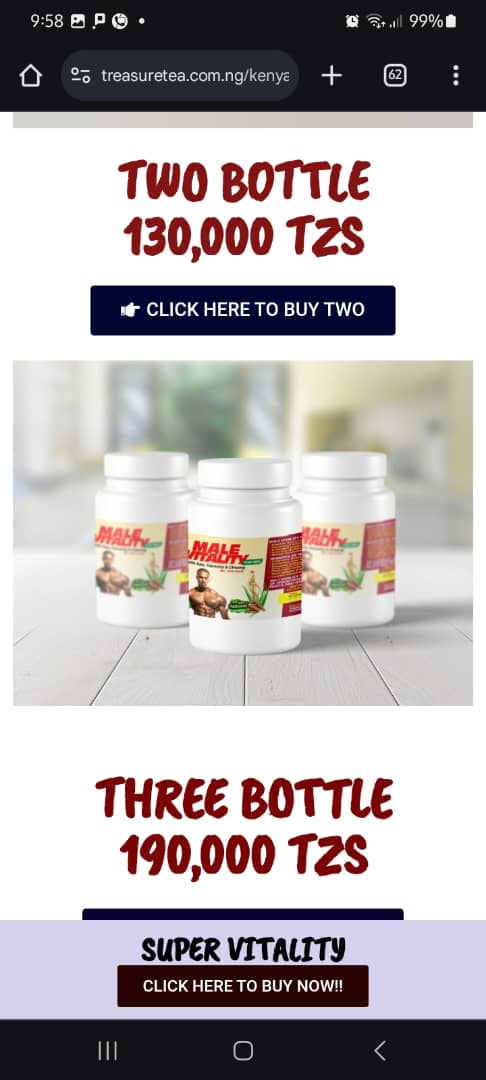 9:58
99%
treasuretea.com.ng/kenya
62
TWO BOTTLE
130,000 TZS
CLICK HERE TO BUY TWO
MALE
VITALITY
MALE
VITALITY
MALE
VITALITY
THREE BOTTLE
190,000 TZS
SUPER VITALITY
CLICK HERE TO BUY NOW!!